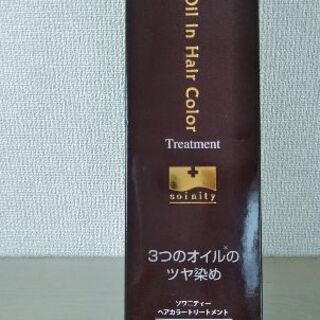 Oil in Hair Color
Treatment
soinity
3つのオイル※の
ツヤ染め
ソワニティー
ヘアカラートリートメント